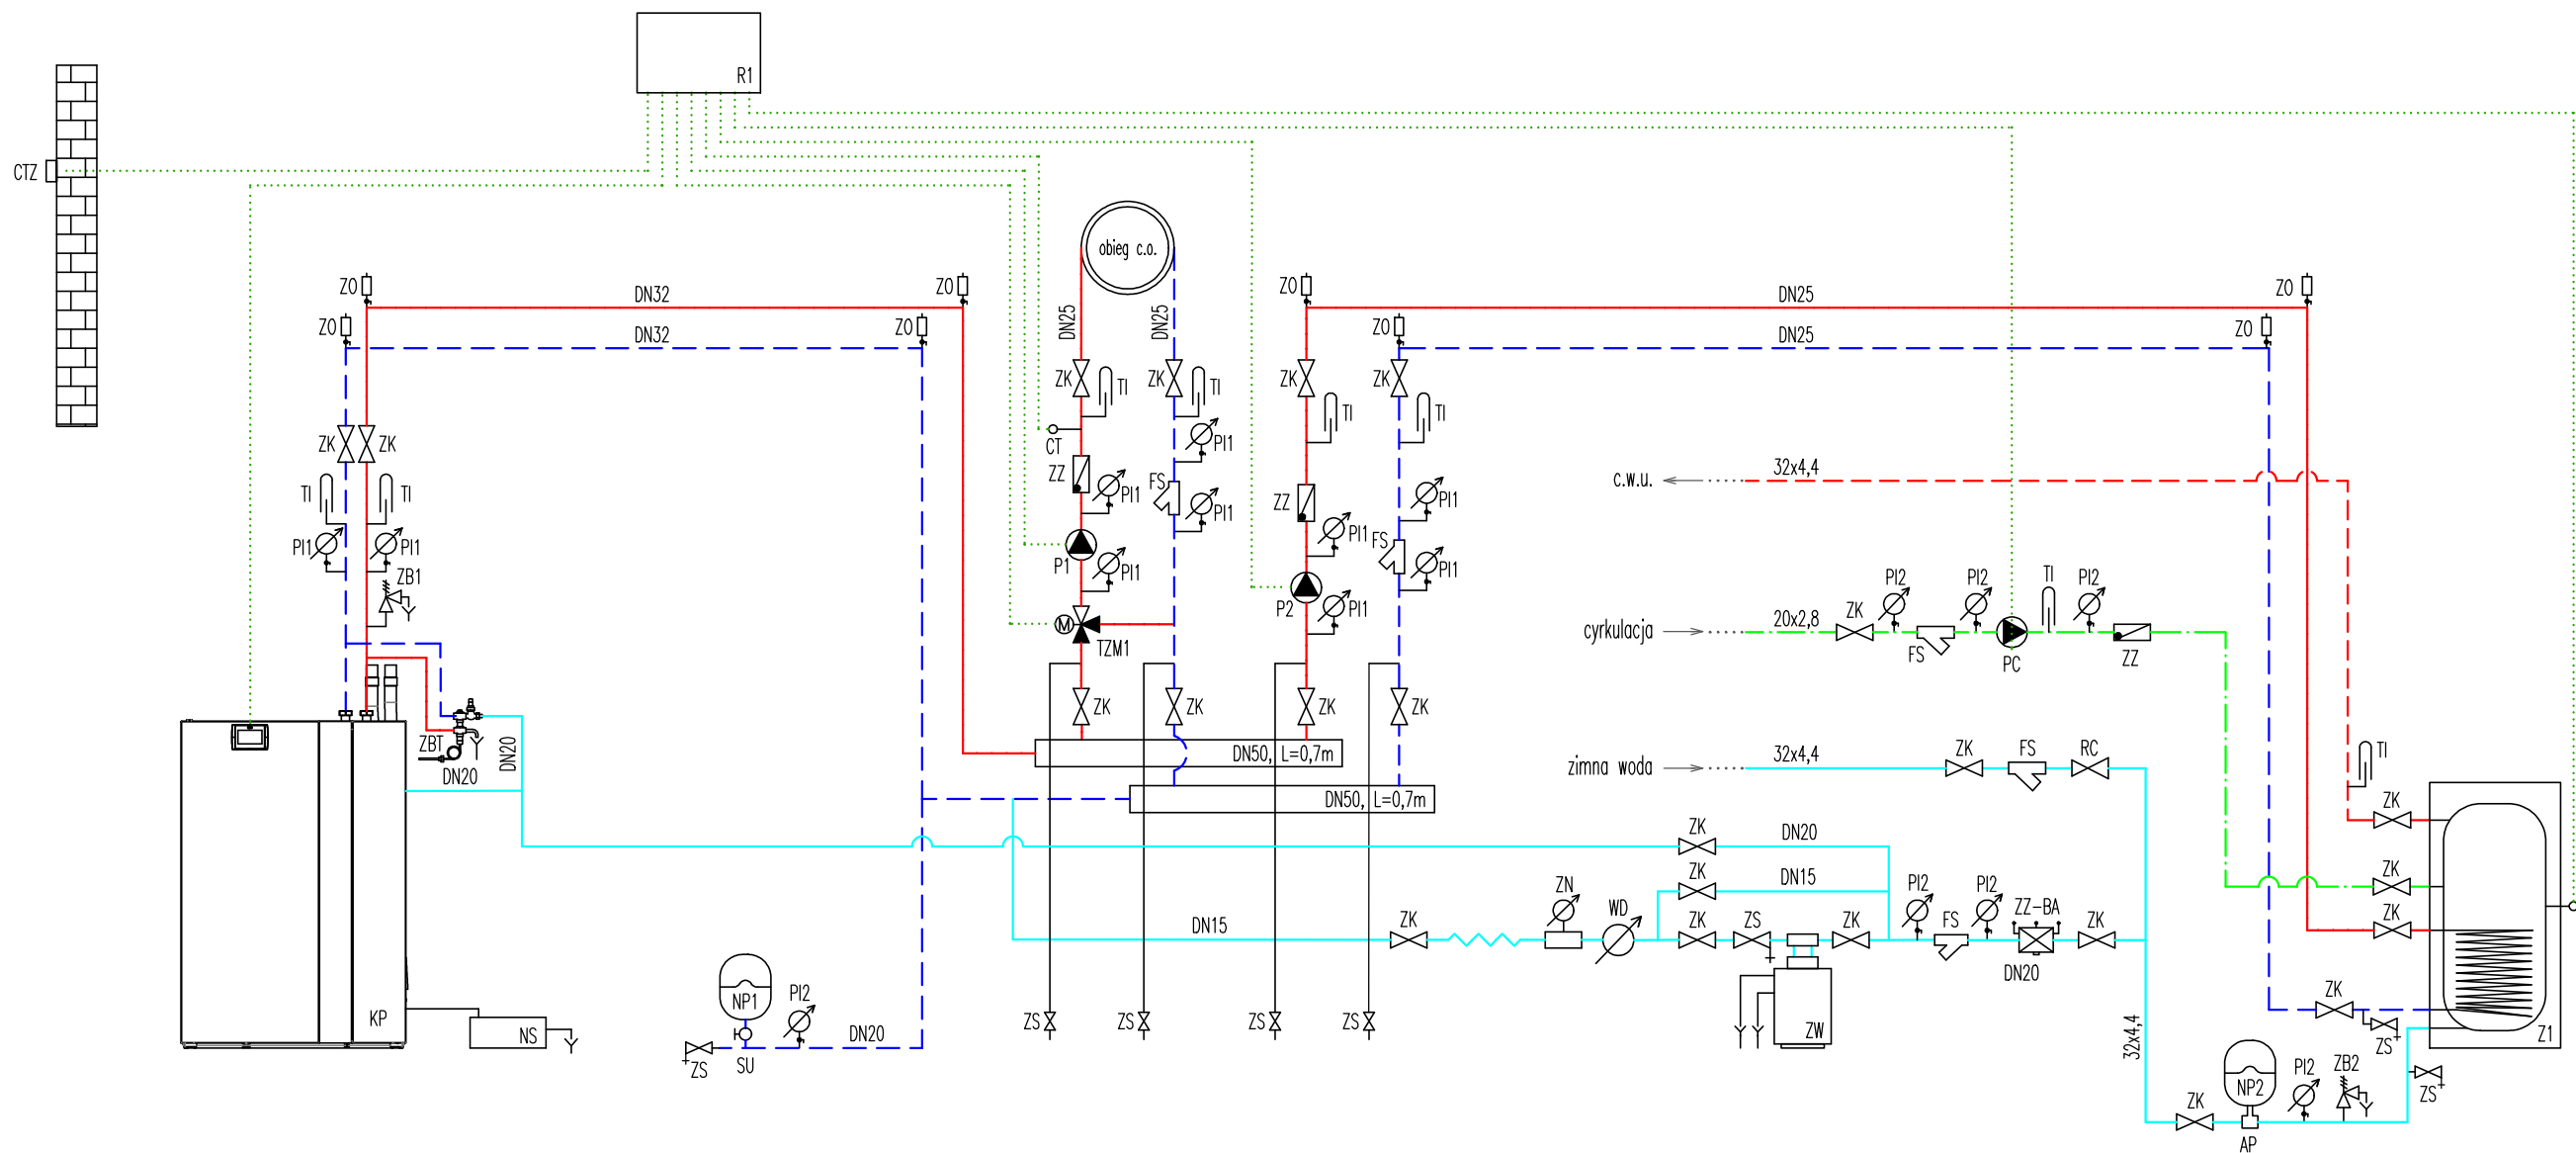 R1
CTZ
obieg c.o.
ZO
DN32
ZO
ZO
DN25
ZO
ZO
DN32
ZO
DN25
DN25
ZO
DN25
ZO
ZK
TI
ZK
TI
ZK
TI
ZK
TI
ZK
ZK
CT
PI1
c.w.u.
32x4,4
TI
TI
ZZ
PI1
FS
PI1
ZZ
PI1
PI1
PI1
PI1
FS
P1
PI1
PI1
ZB1
P2
PI1
cyrkulacja
20x2,8
ZK
PI2
FS
PI2
PC
TI
PI2
ZZ
TZM1
ZK
ZK
ZK
ZK
ZBT
DN20
DN20
DN50, L=0,7m
DN50, L=0,7m
zimna woda
32x4,4
ZK
FS
RC
TI
ZK
ZK
DN20
ZK
DN15
ZK
ZK
DN15
ZK
ZN
WD
ZK
ZS
ZK
PI2
FS
PI2
ZZ-BA
DN20
ZK
KP
NS
NP1
PI2
DN20
ZS
SU
ZS
ZS
ZS
ZS
ZW
32x4,4
ZK
ZS
Z1
ZK
NP2
AP
PI2
ZB2
ZS
M